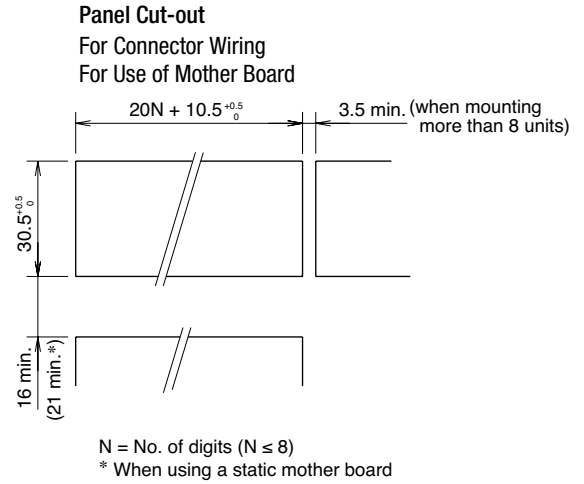 Panel Cut-out
For Connector Wiring
For Use of Mother Board
20N + 10.5 +0.5 0
3.5 min. (when mounting
more than 8 units)
30.5 +0.5 0
16 min.
(21 min.*)
N = No. of digits (N ≤ 8)
* When using a static mother board